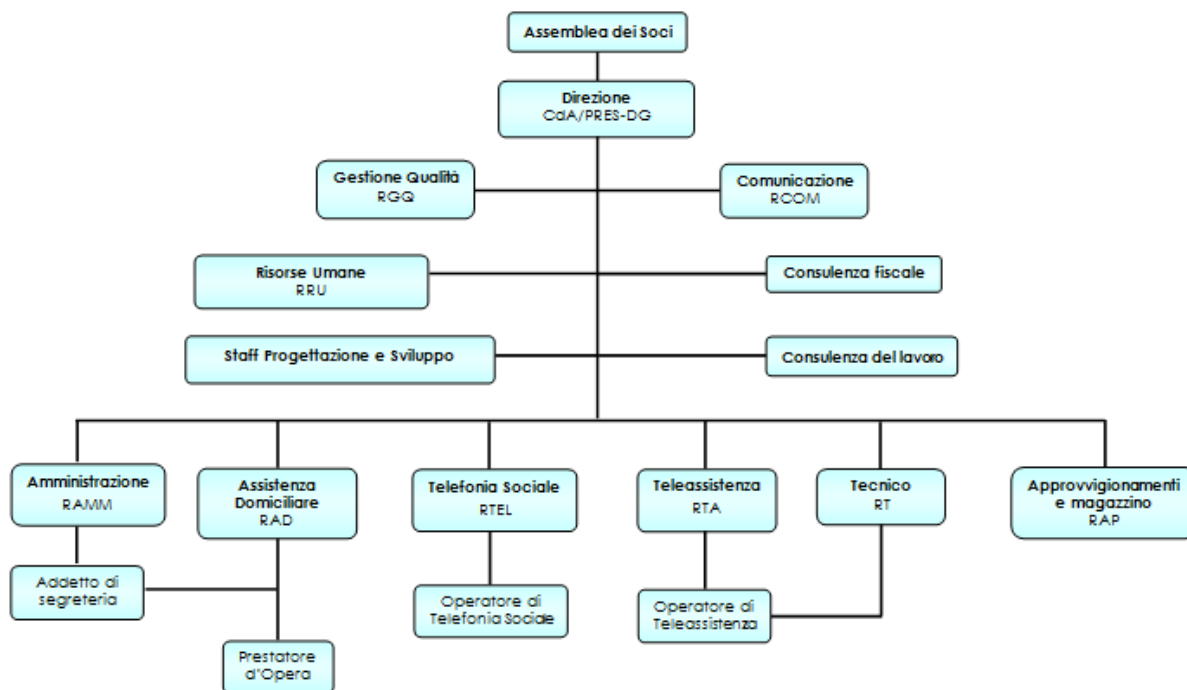 Assemblea dei Soci
Direzione
CdA/PRES-DG
Gestione Qualità
RGQ
Comunicazione
RCOM
Risorse Umane
RRU
Consulenza fiscale
Staff Progettazione e Sviluppo
Consulenza del lavoro
Amministrazione
RAMM
Assistenza
Domiciliare
RAD
Telefonia Sociale
RTEL
Teleassistenza
RTA
Tecnico
RT
Approvvigionamenti
e magazzino
RAP
Addetto di
segreteria
Operatore di
Telefonia Sociale
Operatore di
Teleassistenza
Prestatore
d'Opera